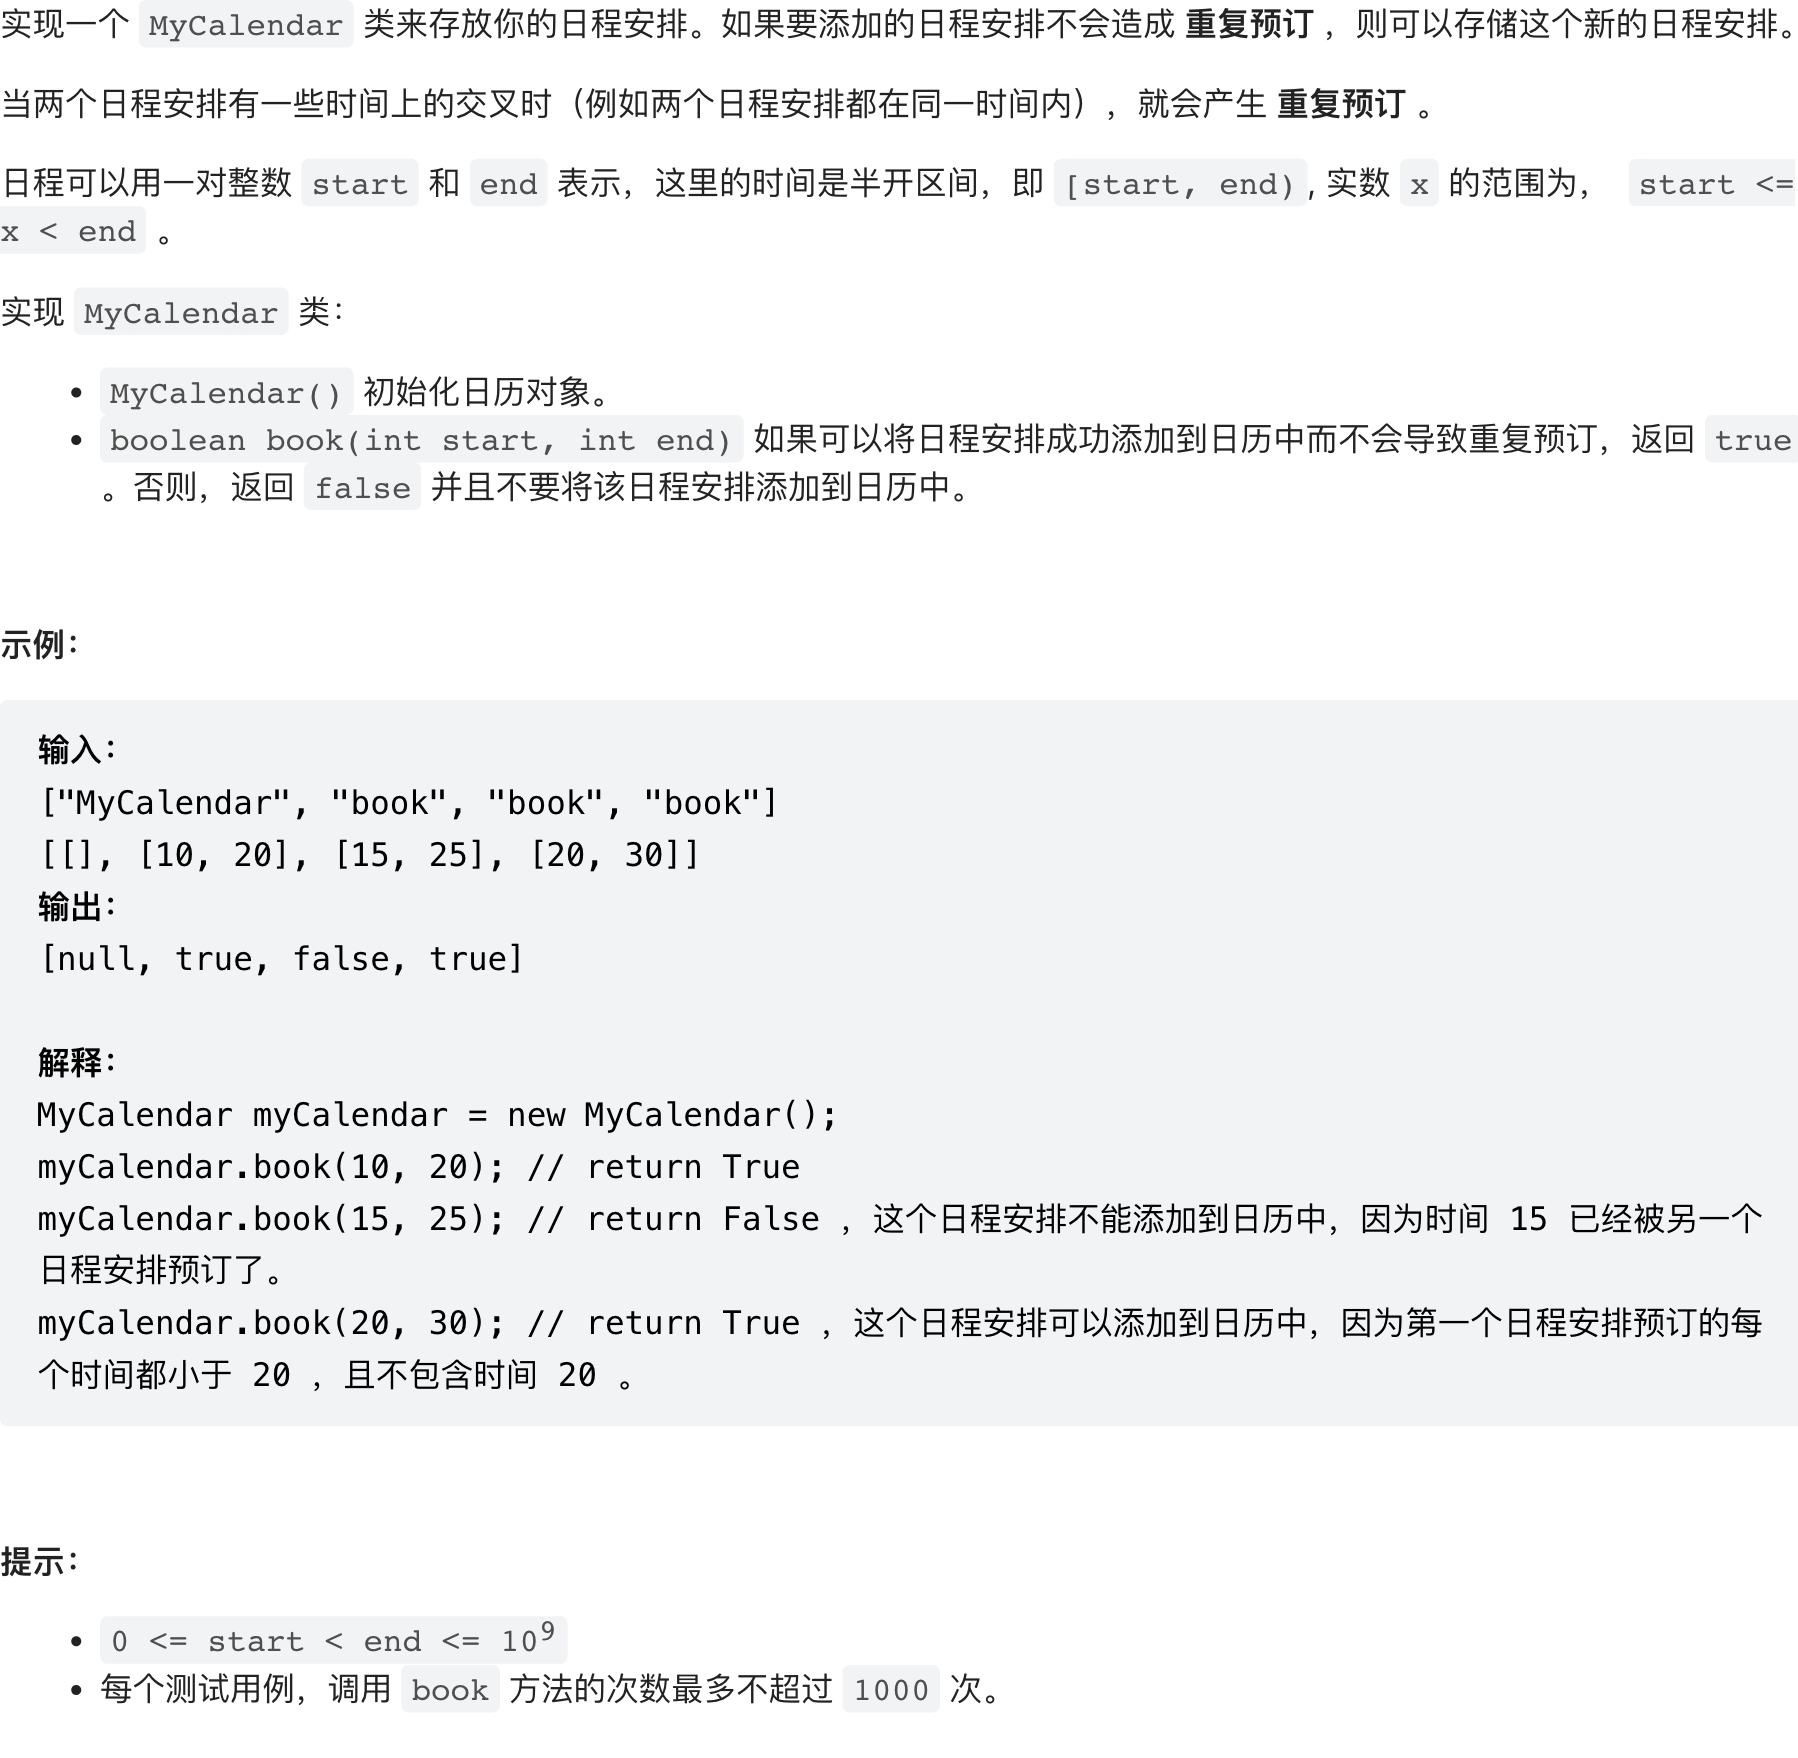 实现一个 MyCalendar 类来存放你的日程安排。如果要添加的日程安排不会造成 重复预订 ，则可以存储这个新的日程安排。
当两个日程安排有一些时间上的交叉时（例如两个日程安排都在同一时间内），就会产生 重复预订 。
日程可以用一对整数 start 和 end 表示，这里的时间是半开区间，即 [start, end), 实数 x 的范围为， start <=
x < end 。
实现 MyCalendar 类：
• MyCalendar() 初始化日历对象。
• boolean book(int start, int end) 如果可以将日程安排成功添加到日历中而不会导致重复预订，返回 true
。否则，返回 false 并且不要将该日程安排添加到日历中。
示例：
输入：
["MyCalendar", "book", "book", "book"]
[[], [10, 20], [15, 25], [20, 30]]
输出：
[null, true, false, true]
解释：
MyCalendar myCalendar = new MyCalendar();
myCalendar.book(10, 20); // return True
myCalendar.book(15, 25); // return False ，这个日程安排不能添加到日历中，因为时间 15 已经被另一个
日程安排预订了。
myCalendar.book(20, 30); // return True ，这个日程安排可以添加到日历中，因为第一个日程安排预订的每
个时间都小于 20 ，且不包含时间 20 。
提示：
• 0 <= start < end <= 10⁹
• 每个测试用例，调用 book 方法的次数最多不超过 1000 次。